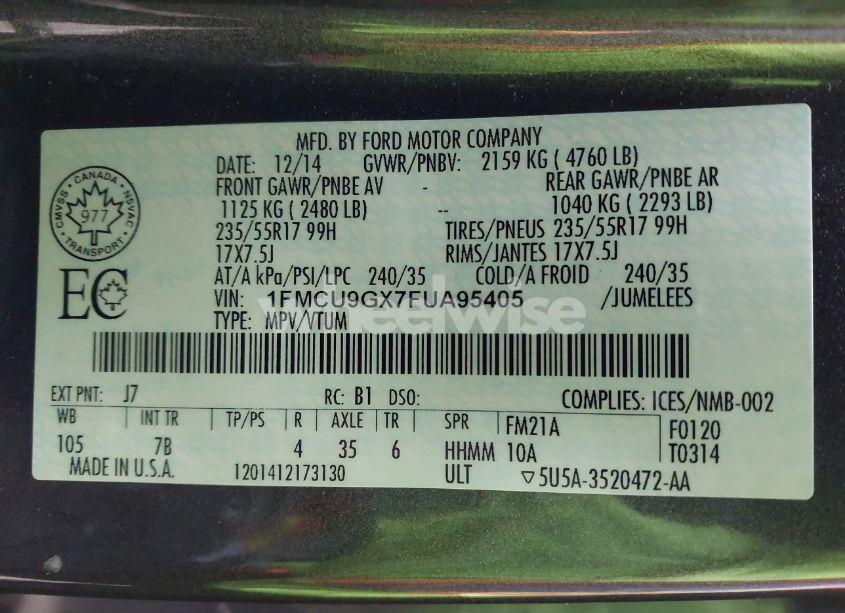 MFD. BY FORD MOTOR COMPANY
DATE: 12/14 GVWR/PNBV: 2159 KG ( 4760 LB)
FRONT GAWR/PNBE AV - REAR GAWR/PNBE AR
1125 KG ( 2480 LB) -- 1040 KG ( 2293 LB)
235/55R17 99H TIRES/PNEUS 235/55R17 99H
17X7.5J RIMS/JANTES 17X7.5J
AT/A kPa/PSI/LPC 240/35 COLD/A FROID 240/35
VIN: 1FMCU9GX7FUA95405 /JUMELEES
TYPE: MPV/VTUM
CANADA
CMVSS NSVAC
977
TRANSPORT
EC
wheelwise
EXT PNT: J7 RC: B1 DSO: COMPLIES: ICES/NMB-002
WB INT TR TP/PS R AXLE TR SPR FM21A F0120
105 7B 4 35 6 HHMM 10A T0314
MADE IN U.S.A. 1201412173130 ULT ▽5U5A-3520472-AA